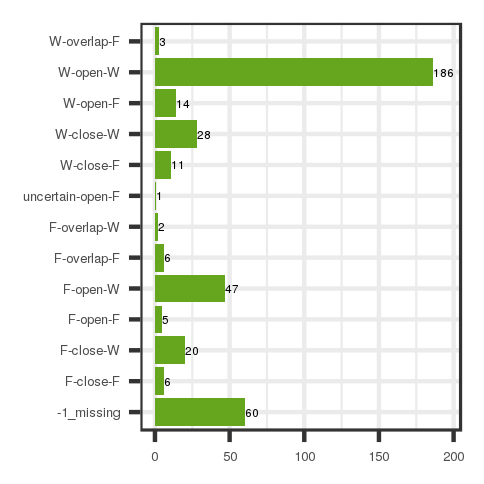 W-overlap-F 3
W-open-W 186
W-open-F 14
W-close-W 28
W-close-F 11
uncertain-open-F 1
F-overlap-W 2
F-overlap-F 6
F-open-W 47
F-open-F 5
F-close-W 20
F-close-F 6
-1_missing 60
0 50 100 150 200